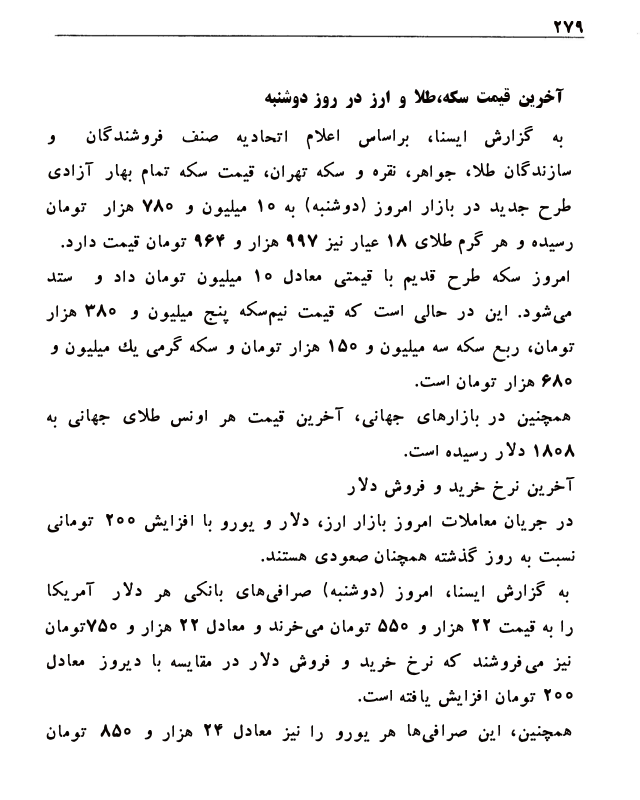 ۲۷۹
آخرین قیمت سکه،طلا و ارز در روز دوشنبه
به گزارش ایسنا، براساس اعلام اتحادیه صنف فروشندگان و
سازندگان طلا، جواهر، نقره و سکه تهران، قیمت سکه تمام بهار آزادی
طرح جدید در بازار امروز (دوشنبه) به ۱۰ میلیون و ۷۸۰ هزار تومان
رسیده و هر گرم طلای ۱۸ عیار نیز ۹۹۷ هزار و ۹۶۴ تومان قیمت دارد.
امروز سکه طرح قدیم با قیمتی معادل ۱۰ میلیون تومان داد و ستد
می‌شود. این در حالی است که قیمت نیم‌سکه پنج میلیون و ۳۸۰ هزار
تومان، ربع سکه سه میلیون و ۱۵۰ هزار تومان و سکه گرمی یك میلیون و
۶۸۰ هزار تومان است.
همچنین در بازارهای جهانی، آخرین قیمت هر اونس طلای جهانی به
۱۸۰۸ دلار رسیده است.
آخرین نرخ خرید و فروش دلار
در جریان معاملات امروز بازار ارز، دلار و یورو با افزایش ۲۰۰ تومانی
نسبت به روز گذشته همچنان صعودی هستند.
به گزارش ایسنا، امروز (دوشنبه) صرافی‌های بانکی هر دلار آمریکا
را به قیمت ۲۲ هزار و ۵۵۰ تومان می‌خرند و معادل ۲۲ هزار و ۷۵۰تومان
نیز می‌فروشند که نرخ خرید و فروش دلار در مقایسه با دیروز معادل
۲۰۰ تومان افزایش یافته است.
همچنین، این صرافی‌ها هر یورو را نیز معادل ۲۴ هزار و ۸۵۰ تومان